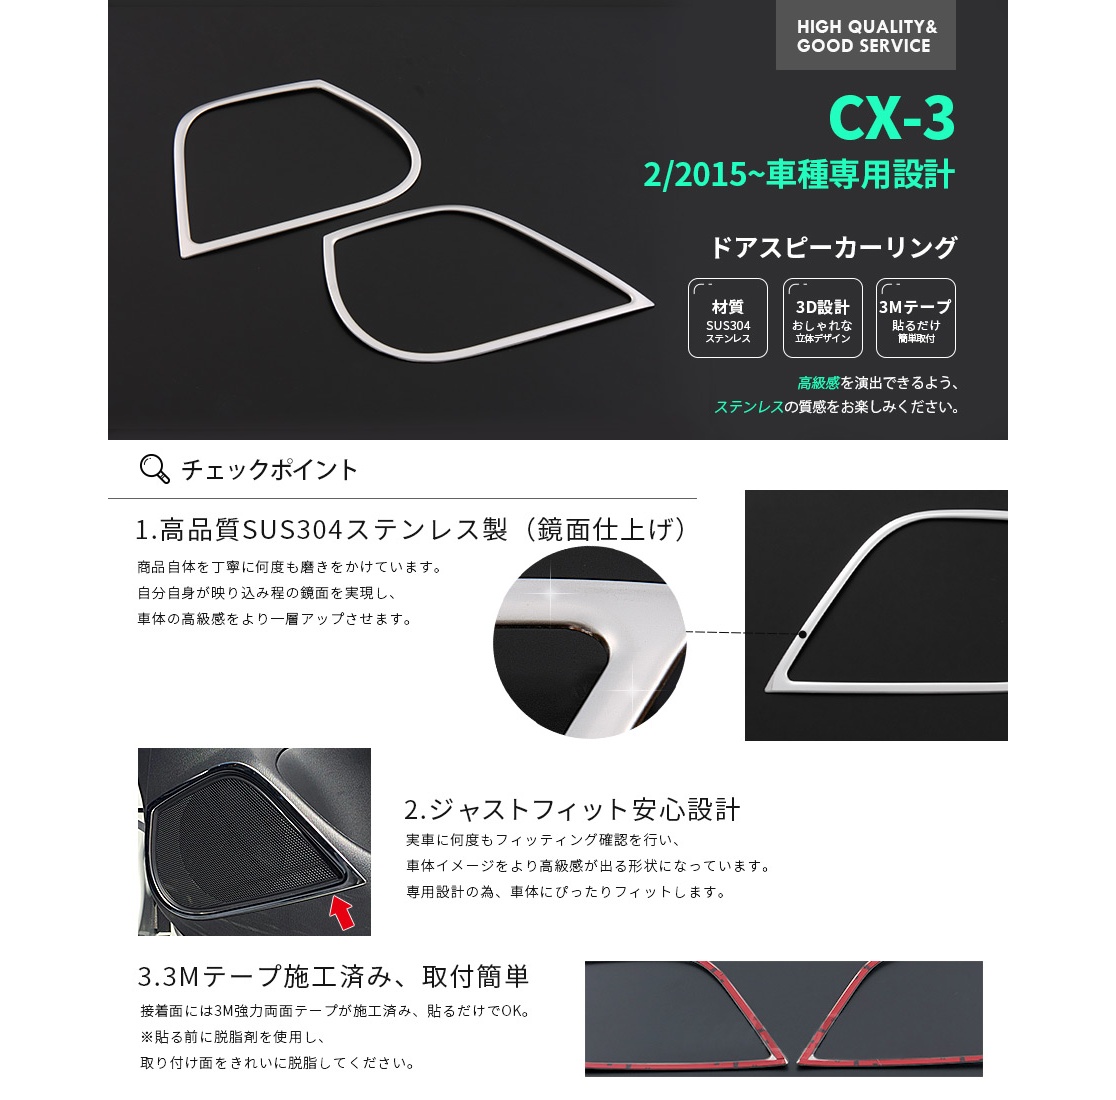 HIGH QUALITY&
GOOD SERVICE
CX-3
2/2015~車種専用設計
ドアスピーカーリング
材質
SUS304
ステンレス
3D設計
おしゃれな
立体デザイン
3Mテープ
貼るだけ
簡単取付
高級感を演出できるよう、
ステンレスの質感をお楽しみください。
チェックポイント
1.高品質SUS304ステンレス製（鏡面仕上げ）
商品自体を丁寧に何度も磨きをかけています。
自分自身が映り込み程の鏡面を実現し、
車体の高級感をより一層アップさせます。
2.ジャストフィット安心設計
実車に何度もフィッティング確認を行い、
車体イメージをより高級感が出る形状になっています。
専用設計の為、車体にぴったりフィットします。
3.3Mテープ施工済み、取付簡単
接着面には3M強力両面テープが施工済み、貼るだけでOK。
※貼る前に脱脂剤を使用し、
取り付け面をきれいに脱脂してください。